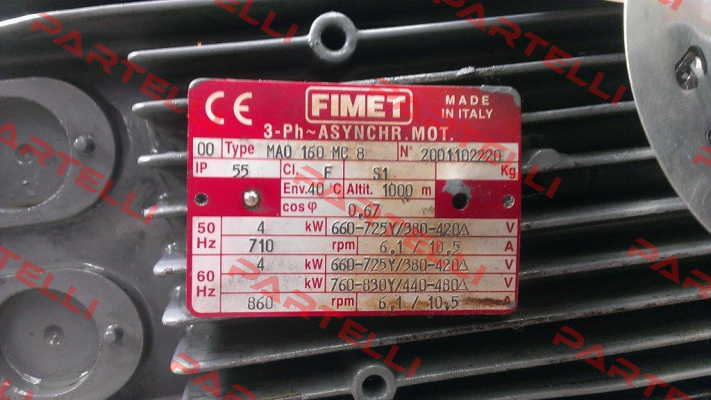 CE
FIMET
MADE IN ITALY
3-Ph~ASYNCHR.MOT.
00 Type MAO 160 MC 8 N° 2001102220
IP 55 Cl. F S1 Kg
Env. 40 C Altit. 1000 m
cos φ 0,67
50 Hz 4 kW 660-725Y/380-420Δ V
710 rpm 6,1 / 10,5 A
60 Hz 4 kW 660-725Y/380-420Δ V
kW 760-830Y/440-480Δ V
860 rpm 6,1 / 10,5 A
PARTELLI
PARTELLI
PARTELLI
PARTELLI
PARTELLI
PARTELLI